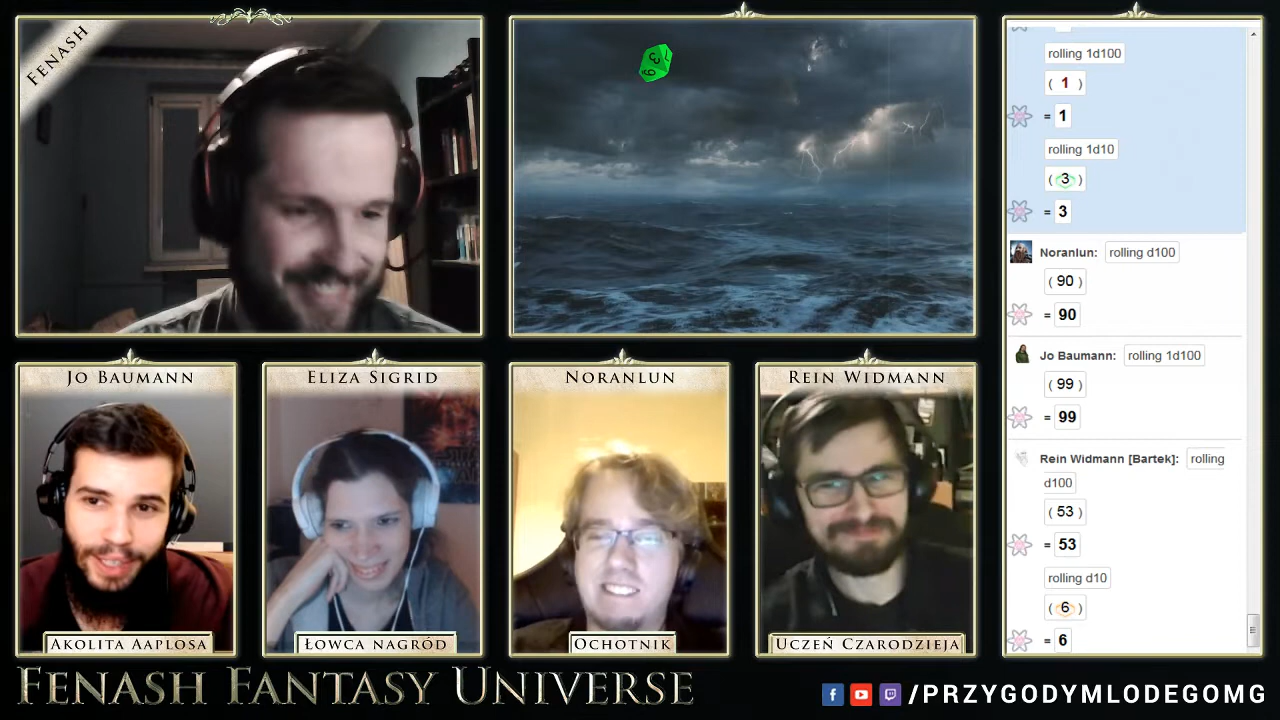 FENASH
JO BAUMANN
AKOLITA AAPLOSA
ELIZA SIGRID
ŁOWCA NAGRÓD
NORANLUN
OCHOTNIK
REIN WIDMANN
UCZEŃ CZARODZIEJA
rolling 1d100
( 1 )
= 1
rolling 1d10
( 3 )
= 3
Noranlun: rolling d100
( 90 )
= 90
Jo Baumann: rolling 1d100
( 99 )
= 99
Rein Widmann [Bartek]: rolling
d100
( 53 )
= 53
rolling d10
( 6 )
= 6
FENASH FANTASY UNIVERSE
/PRZYGODYMLODEGOMG